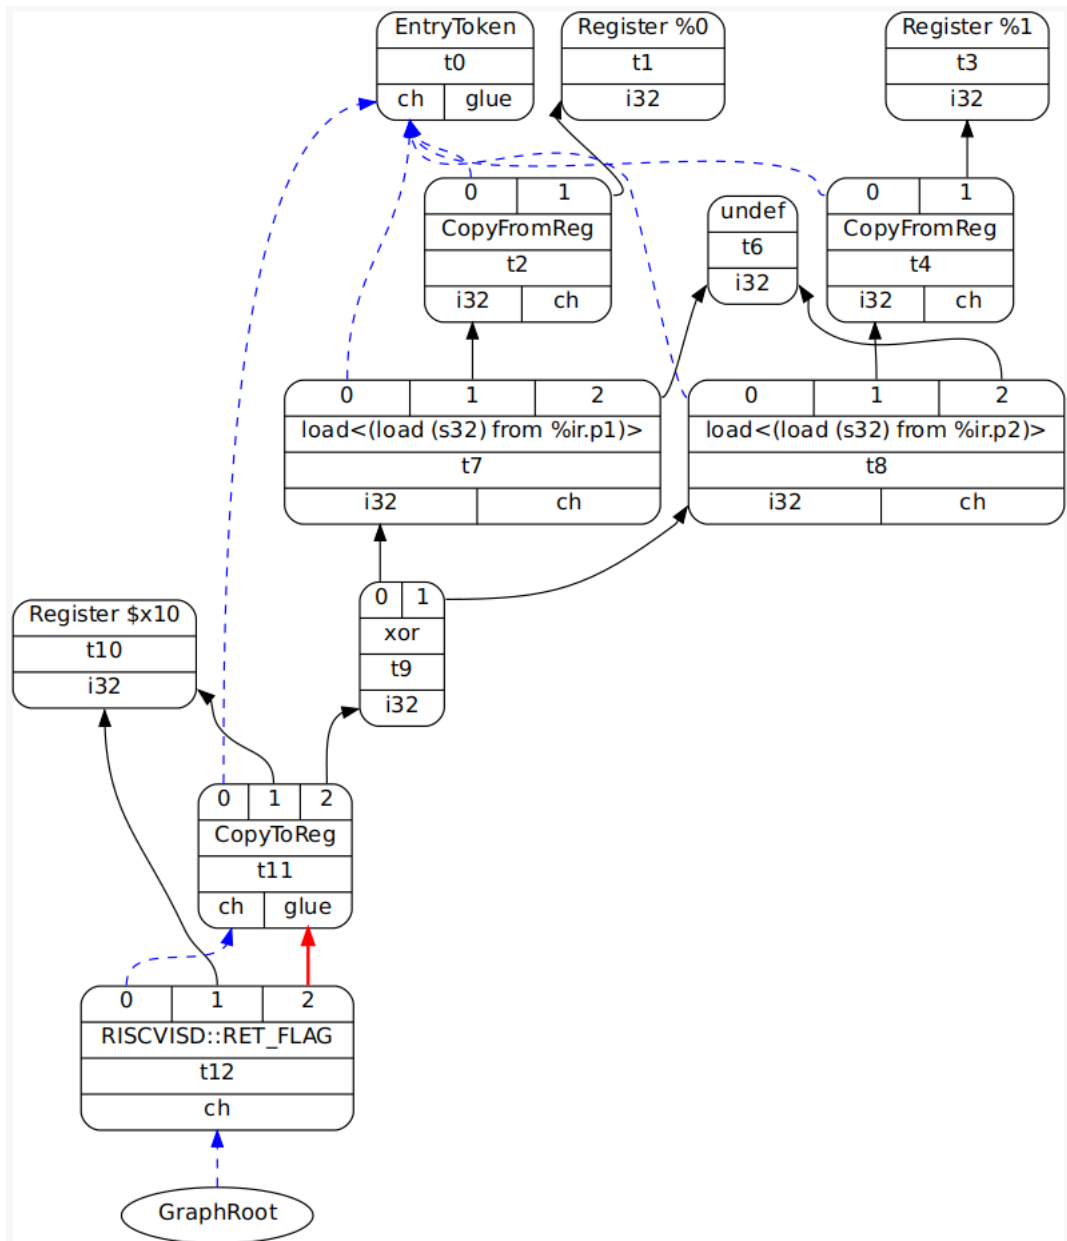 EntryToken
t0
ch glue
Register %0
t1
i32
Register %1
t3
i32
0 1
CopyFromReg
t2
i32 ch
undef
t6
i32
0 1
CopyFromReg
t4
i32 ch
0 1 2
load<(load (s32) from %ir.p1)>
t7
i32 ch
0 1 2
load<(load (s32) from %ir.p2)>
t8
i32 ch
0 1
xor
t9
i32
Register $x10
t10
i32
0 1 2
CopyToReg
t11
ch glue
0 1 2
RISCVISD::RET_FLAG
t12
ch
GraphRoot